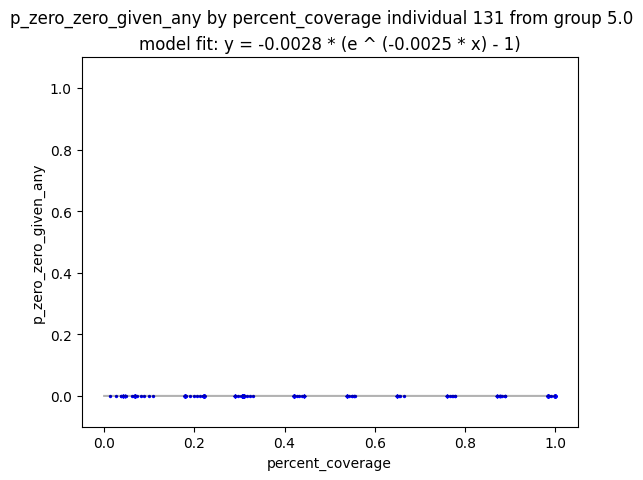 p_zero_zero_given_any by percent_coverage individual 131 from group 5.0
model fit: y = -0.0028 * (e ^ (-0.0025 * x) - 1)
1.0
0.8
0.6
0.4
0.2
0.0
p_zero_zero_given_any
0.0 0.2 0.4 0.6 0.8 1.0
percent_coverage